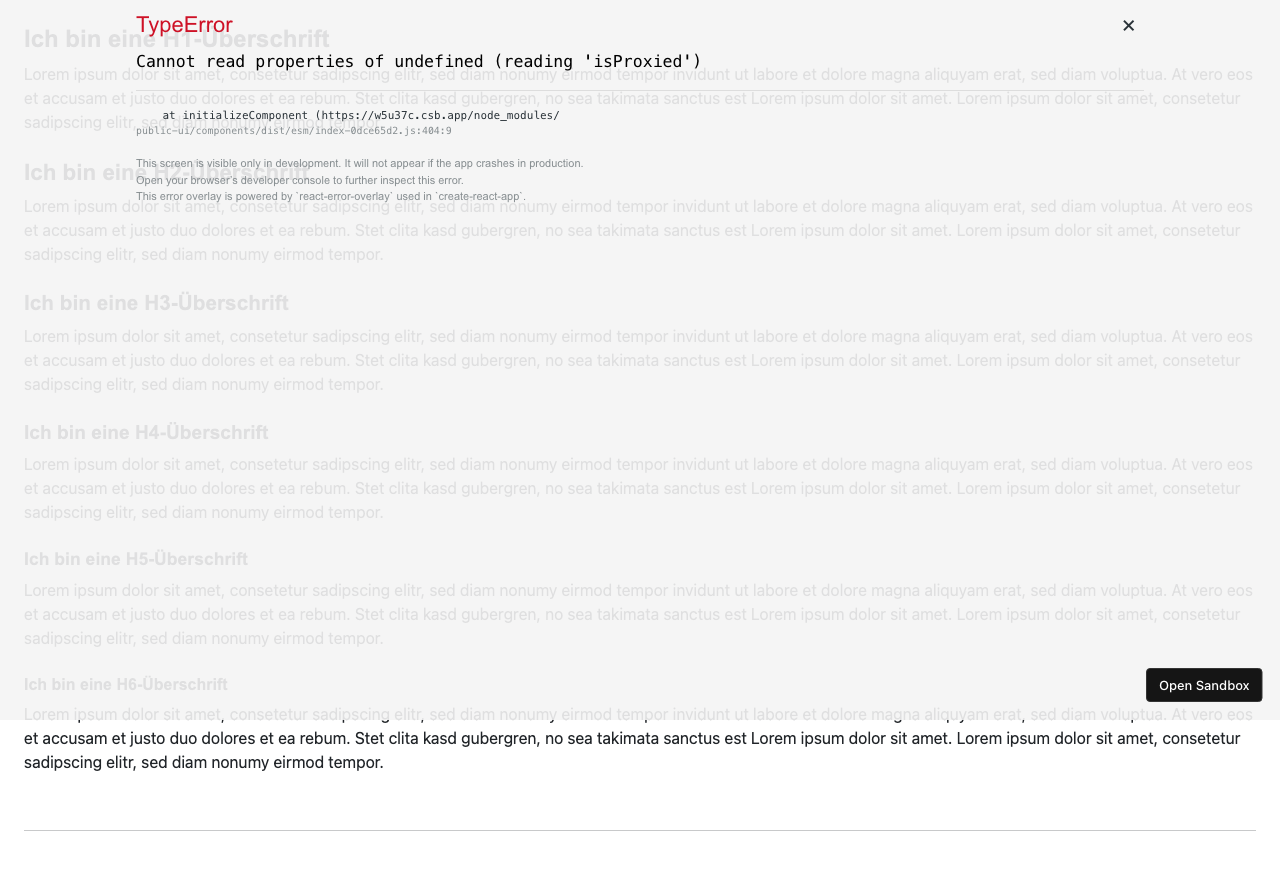 TypeError
Cannot read properties of undefined (reading 'isProxied')
at initializeComponent (https://w5u37c.csb.app/node_modules/
public-ui/components/dist/esm/index-0dce65d2.js:404:9
This screen is visible only in development. It will not appear if the app crashes in production.
Open your browser's developer console to further inspect this error.
This error overlay is powered by `react-error-overlay` used in `create-react-app`.
Ich bin eine H1-Überschrift
Lorem ipsum dolor sit amet, consetetur sadipscing elitr, sed diam nonumy eirmod tempor invidunt ut labore et dolore magna aliquyam erat, sed diam voluptua. At vero eos
et accusam et justo duo dolores et ea rebum. Stet clita kasd gubergren, no sea takimata sanctus est Lorem ipsum dolor sit amet. Lorem ipsum dolor sit amet, consetetur
sadipscing elitr, sed diam nonumy eirmod tempor.
Ich bin eine H2-Überschrift
Lorem ipsum dolor sit amet, consetetur sadipscing elitr, sed diam nonumy eirmod tempor invidunt ut labore et dolore magna aliquyam erat, sed diam voluptua. At vero eos
et accusam et justo duo dolores et ea rebum. Stet clita kasd gubergren, no sea takimata sanctus est Lorem ipsum dolor sit amet. Lorem ipsum dolor sit amet, consetetur
sadipscing elitr, sed diam nonumy eirmod tempor.
Ich bin eine H3-Überschrift
Lorem ipsum dolor sit amet, consetetur sadipscing elitr, sed diam nonumy eirmod tempor invidunt ut labore et dolore magna aliquyam erat, sed diam voluptua. At vero eos
et accusam et justo duo dolores et ea rebum. Stet clita kasd gubergren, no sea takimata sanctus est Lorem ipsum dolor sit amet. Lorem ipsum dolor sit amet, consetetur
sadipscing elitr, sed diam nonumy eirmod tempor.
Ich bin eine H4-Überschrift
Lorem ipsum dolor sit amet, consetetur sadipscing elitr, sed diam nonumy eirmod tempor invidunt ut labore et dolore magna aliquyam erat, sed diam voluptua. At vero eos
et accusam et justo duo dolores et ea rebum. Stet clita kasd gubergren, no sea takimata sanctus est Lorem ipsum dolor sit amet. Lorem ipsum dolor sit amet, consetetur
sadipscing elitr, sed diam nonumy eirmod tempor.
Ich bin eine H5-Überschrift
Lorem ipsum dolor sit amet, consetetur sadipscing elitr, sed diam nonumy eirmod tempor invidunt ut labore et dolore magna aliquyam erat, sed diam voluptua. At vero eos
et accusam et justo duo dolores et ea rebum. Stet clita kasd gubergren, no sea takimata sanctus est Lorem ipsum dolor sit amet. Lorem ipsum dolor sit amet, consetetur
sadipscing elitr, sed diam nonumy eirmod tempor.
Ich bin eine H6-Überschrift
Open Sandbox
Lorem ipsum dolor sit amet, consetetur sadipscing elitr, sed diam nonumy eirmod tempor invidunt ut labore et dolore magna aliquyam erat, sed diam voluptua. At vero eos
et accusam et justo duo dolores et ea rebum. Stet clita kasd gubergren, no sea takimata sanctus est Lorem ipsum dolor sit amet. Lorem ipsum dolor sit amet, consetetur
sadipscing elitr, sed diam nonumy eirmod tempor.